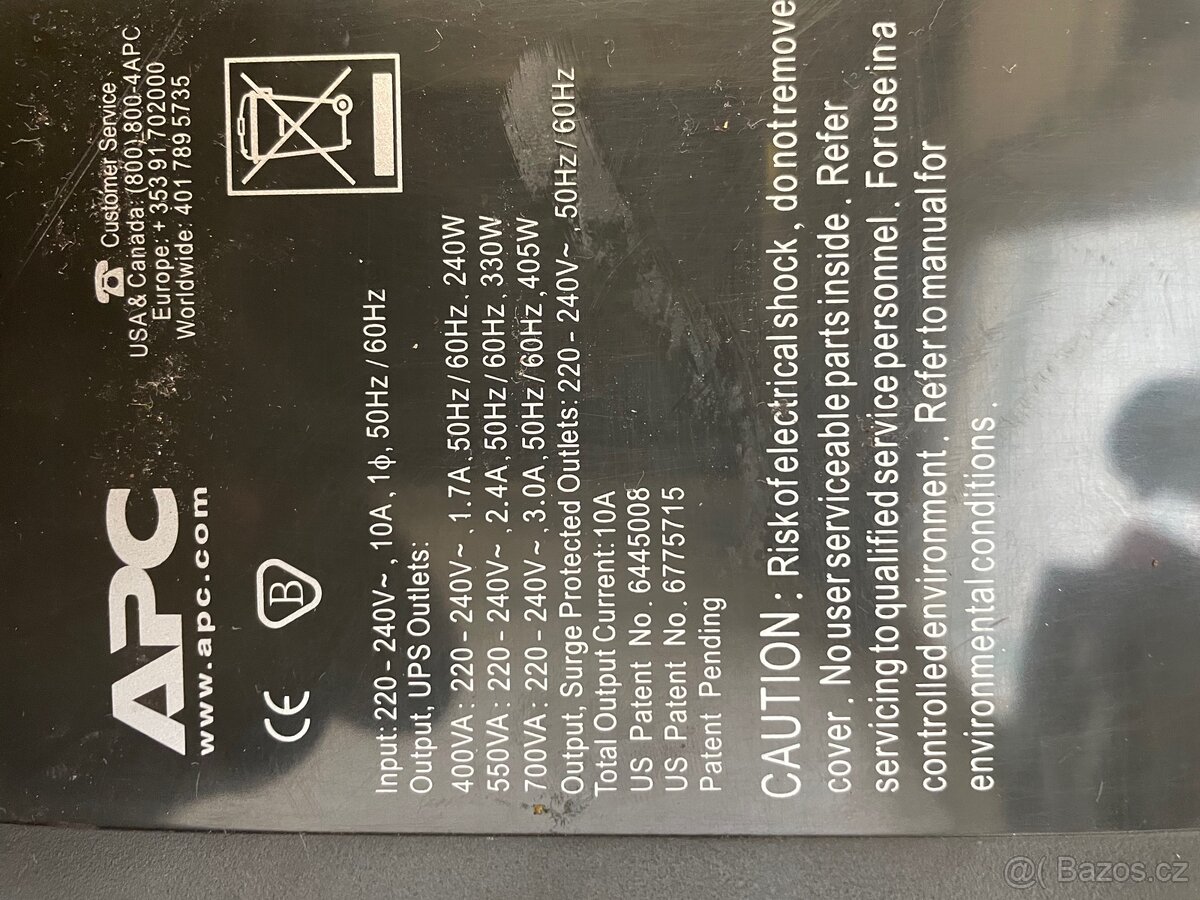 APC
www.apc.com
Customer Service
USA & Canada: (800) 800-4APC
Europe: + 353 91 702000
Worldwide: 401 789 5735
CE B
Input: 220 - 240V~, 10A, 1ϕ, 50Hz / 60Hz
Output, UPS Outlets:
400VA : 220 - 240V~, 1.7A, 50Hz / 60Hz, 240W
550VA : 220 - 240V~, 2.4A, 50Hz / 60Hz, 330W
700VA : 220 - 240V~, 3.0A, 50Hz / 60Hz, 405W
Output, Surge Protected Outlets: 220 - 240V~, 50Hz / 60Hz
Total Output Current:10A
US Patent No. 6445008
US Patent No. 6775715
Patent Pending
CAUTION : Risk of electrical shock, do not remove
cover. No user serviceable parts inside. Refer
servicing to qualified service personnel. For use in a
controlled environment. Refer to manual for
environmental conditions.
@( Bazos.cz